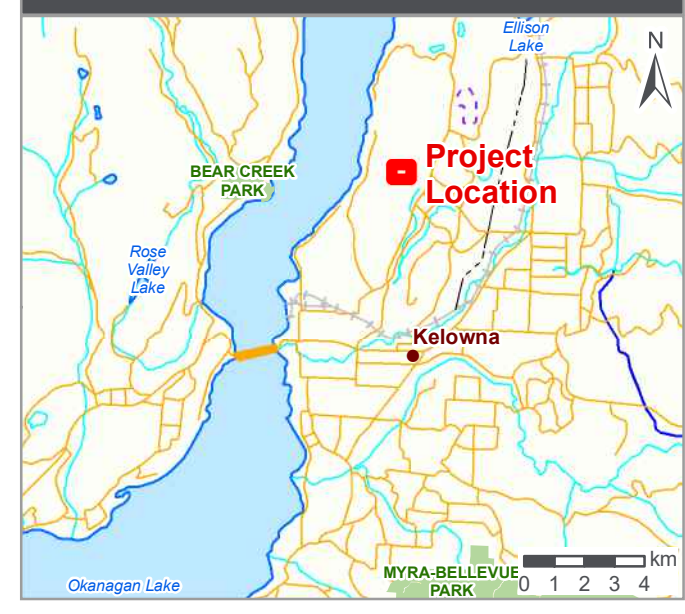 Ellison
Lake
N
Project
Location
BEAR CREEK
PARK
Rose
Valley
Lake
Kelowna
MYRA-BELLEVUE
PARK
km
0 1 2 3 4
Okanagan Lake